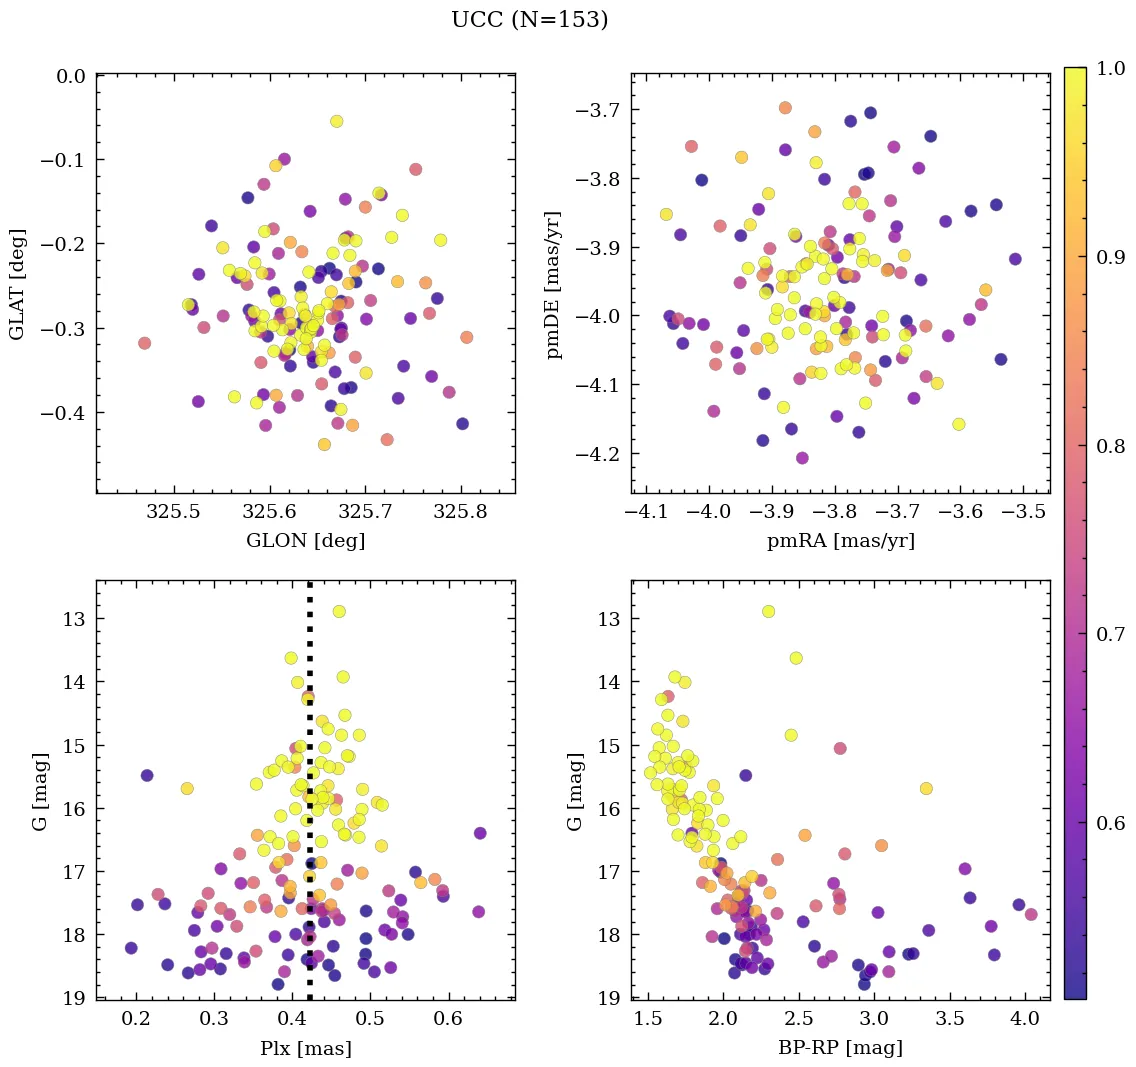 UCC (N=153)
0.0
−0.1
−0.2
−0.3
−0.4
GLAT [deg]
325.5 325.6 325.7 325.8
GLON [deg]
−3.7
−3.8
−3.9
−4.0
−4.1
−4.2
pmDE [mas/yr]
−4.1 −4.0 −3.9 −3.8 −3.7 −3.6 −3.5
pmRA [mas/yr]
13
14
15
16
17
18
19
G [mag]
0.2 0.3 0.4 0.5 0.6
Plx [mas]
13
14
15
16
17
18
19
G [mag]
1.5 2.0 2.5 3.0 3.5 4.0
BP-RP [mag]
1.0
0.9
0.8
0.7
0.6